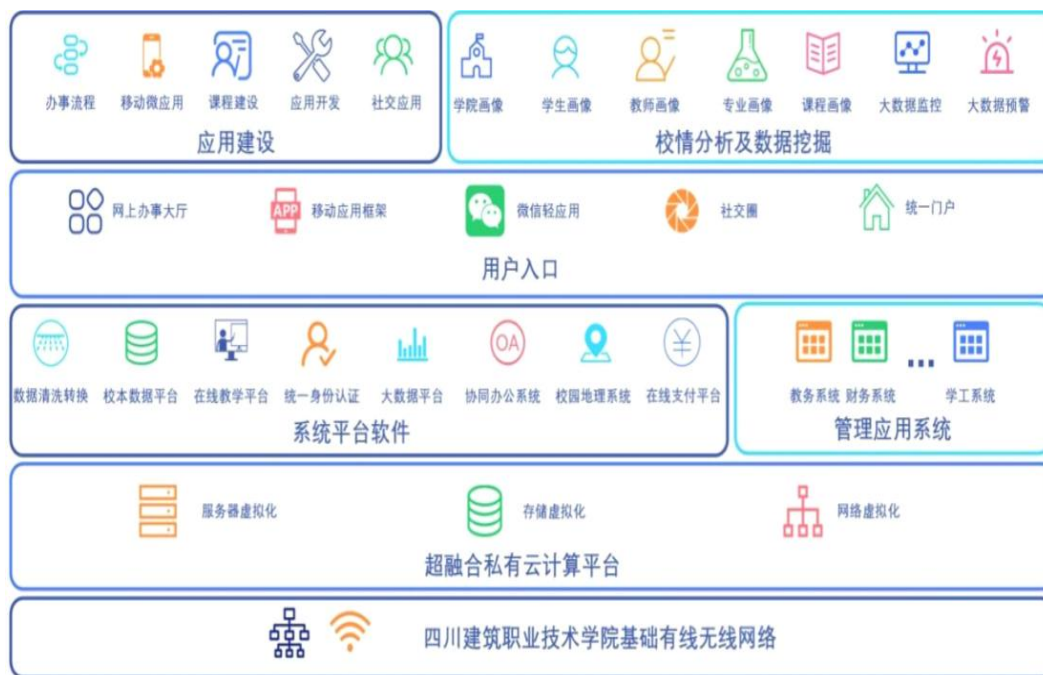 办事流程 移动微应用 课程建设 应用开发 社交应用
应用建设
学院画像 学生画像 教师画像 专业画像 课程画像 大数据监控 大数据预警
校情分析及数据挖掘
网上办事大厅 APP 移动应用框架 微信轻应用 社交圈 统一门户
用户入口
OA ¥
数据清洗转换 校本数据平台 在线教学平台 统一身份认证 大数据平台 协同办公系统 校园地理系统 在线支付平台
系统平台软件
...
教务系统 财务系统 学工系统
管理应用系统
服务器虚拟化 存储虚拟化 网络虚拟化
超融合私有云计算平台
四川建筑职业技术学院基础有线无线网络